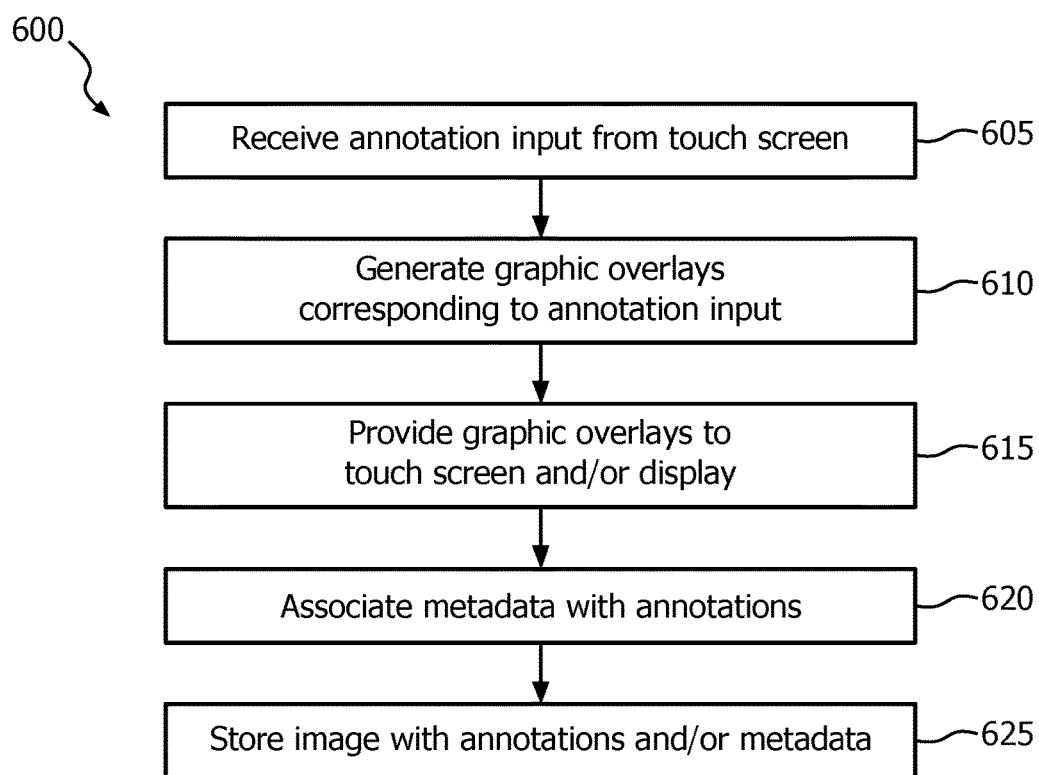 600
Receive annotation input from touch screen
605
Generate graphic overlays
corresponding to annotation input
610
Provide graphic overlays to
touch screen and/or display
615
Associate metadata with annotations
620
Store image with annotations and/or metadata
625